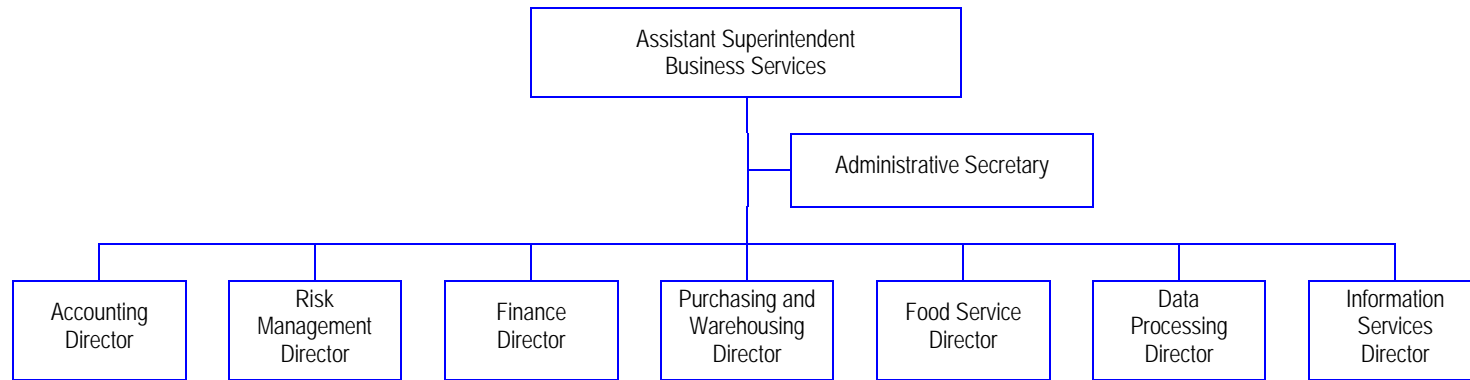 Assistant Superintendent
Business Services
Administrative Secretary
Accounting
Director
Risk
Management
Director
Finance
Director
Purchasing and
Warehousing
Director
Food Service
Director
Data
Processing
Director
Information
Services
Director